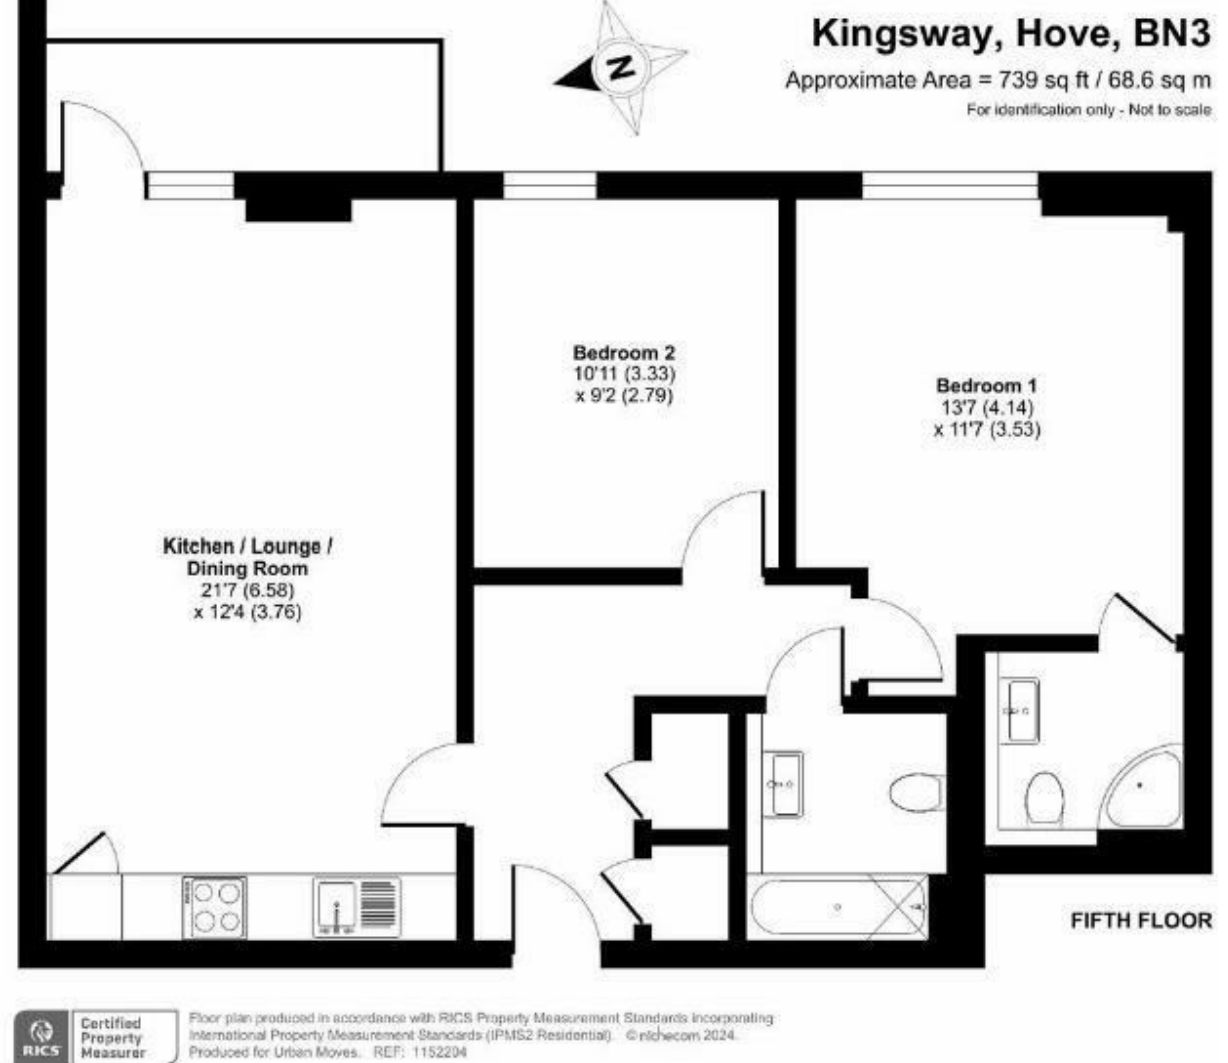 Kingsway, Hove, BN3
Approximate Area = 739 sq ft / 68.6 sq m
For identification only - Not to scale
N
Bedroom 2
10'11 (3.33)
x 9'2 (2.79)
Bedroom 1
13'7 (4.14)
x 11'7 (3.53)
Kitchen / Lounge /
Dining Room
21'7 (6.58)
x 12'4 (3.76)
FIFTH FLOOR
RICS
Certified
Property
Measurer
Floor plan produced in accordance with RICS Property Measurement Standards incorporating
International Property Measurement Standards (IPMS2 Residential). © nichecom 2024.
Produced for Urban Moves. REF: 1152204